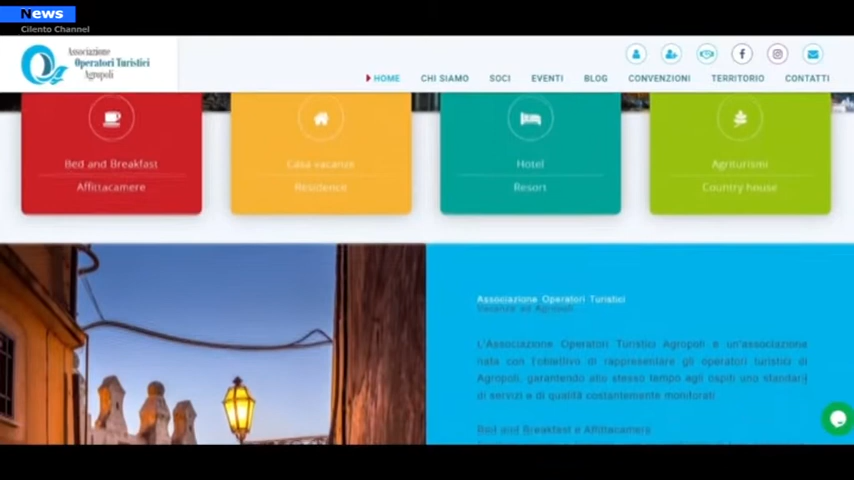 News
Cilento Channel
Associazione
Operatori Turistici
Agropoli
HOME CHI SIAMO SOCI EVENTI BLOG CONVENZIONI TERRITORIO CONTATTI
Bed and Breakfast
Affittacamere
Casa vacanze
Residence
Hotel
Resort
Agriturismi
Country house
Associazione Operatori Turistici
Vacanze ad Agropoli
L'Associazione Operatori Turistici Agropoli è un'associazione
nata con l'obiettivo di rappresentare gli operatori turistici di
Agropoli, garantendo allo stesso tempo agli ospiti uno standard
di servizi e di qualità costantemente monitorati
Bed and Breakfast e Affittacamere